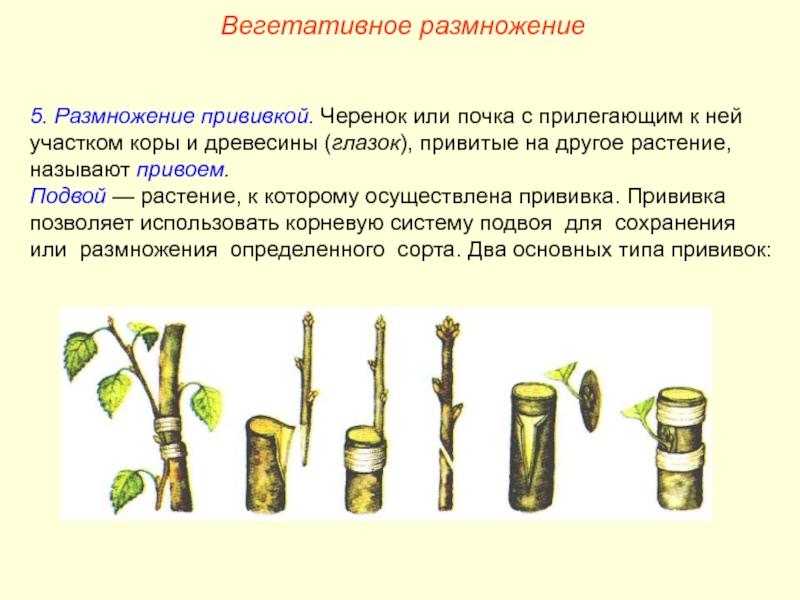 Вегетативное размножение
5. Размножение прививкой. Черенок или почка с прилегающим к ней
участком коры и древесины (глазок), привитые на другое растение,
называют привоем.
Подвой — растение, к которому осуществлена прививка. Прививка
позволяет использовать корневую систему подвоя для сохранения
или размножения определенного сорта. Два основных типа прививок: